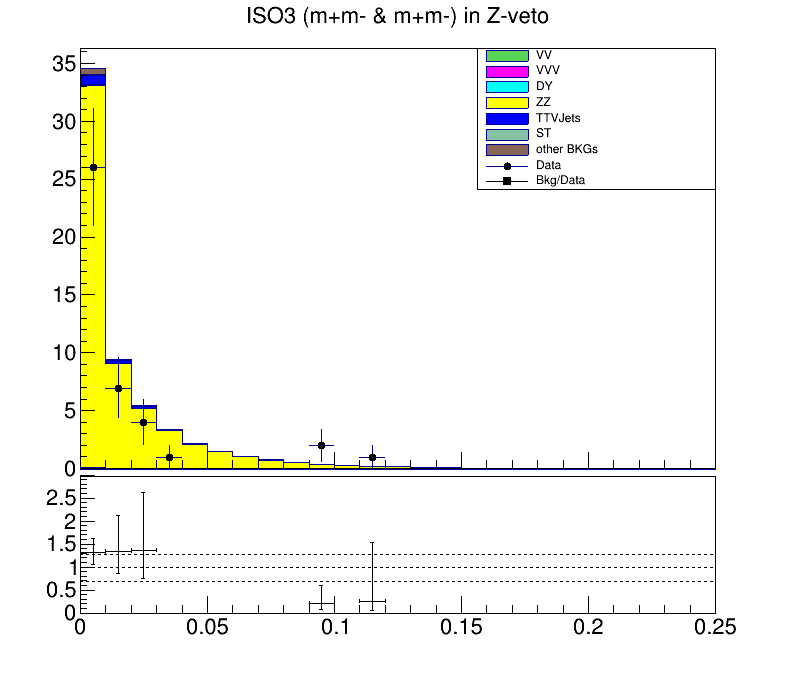 ISO3 (m+m- & m+m-) in Z-veto
35
30
25
20
15
10
5
0
VV
VVV
DY
ZZ
TTVJets
ST
other BKGs
Data
Bkg/Data
2.5
2
1.5
1
0.5
0
0 0.05 0.1 0.15 0.2 0.25